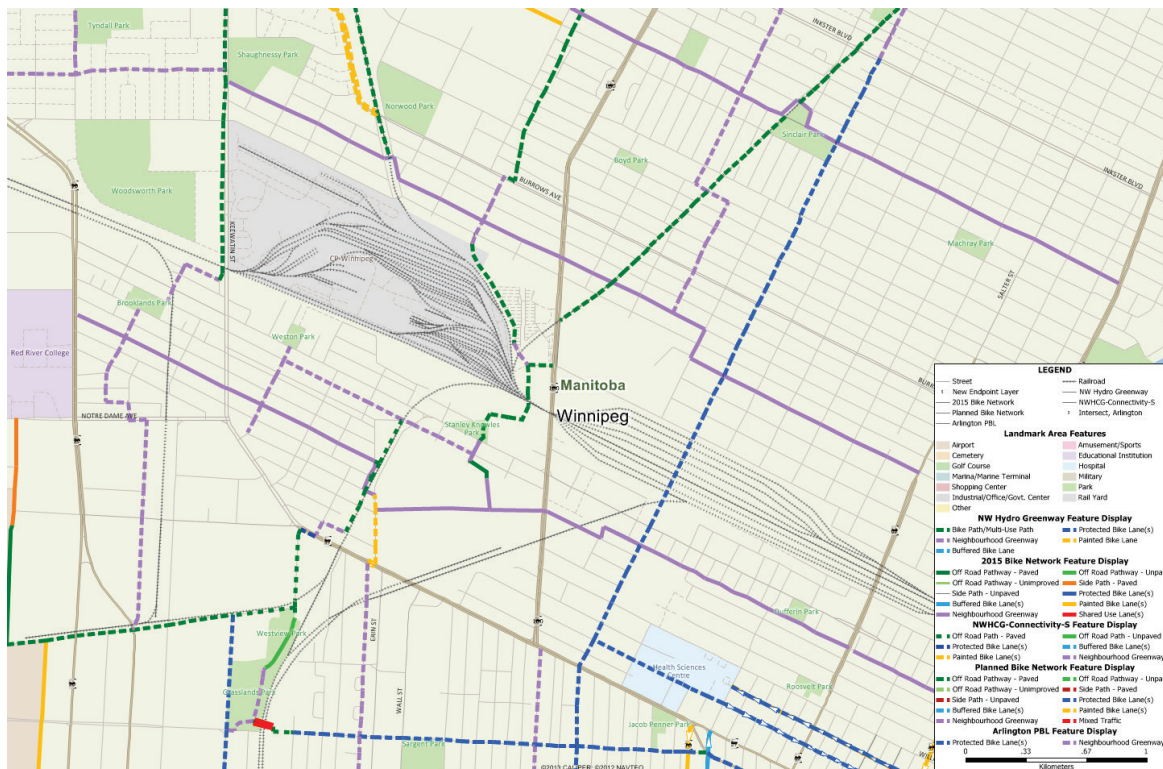 Tyndall Park
Shaughnessy Park
Norwood Park
INKSTER BLVD
Sinclair Park
Boyd Park
BURROWS AVE
INKSTER BLVD
Woodsworth Park
KEEWATIN ST
CP-Winnipeg
Machray Park
SALTER ST
Brooklands Park
Weston Park
Red River College
Manitoba
Winnipeg
NOTRE DAME AVE
Stanley Knowles
Park
Dufferin Park
Westview Park
ERIN ST
WALL ST
Health Sciences
Centre
Roosevelt Park
Grasslands Park
Jacob Penner Park
Sargent Park
©2013 CALIPER; ©2012 NAVTEQ
LEGEND
Street
Railroad
New Endpoint Layer
NW Hydro Greenway
2015 Bike Network
NWHCG-Connectivity-S
Planned Bike Network
Intersect, Arlington
Arlington PBL
Landmark Area Features
Airport
Amusement/Sports
Cemetery
Educational Institution
Golf Course
Hospital
Marina/Marine Terminal
Military
Shopping Center
Park
Industrial/Office/Govt. Center
Rail Yard
Other
NW Hydro Greenway Feature Display
Bike Path/Multi-Use Path
Protected Bike Lane(s)
Neighbourhood Greenway
Painted Bike Lane
Buffered Bike Lane
2015 Bike Network Feature Display
Off Road Pathway - Paved
Off Road Pathway - Unpa
Off Road Pathway - Unimproved
Side Path - Paved
Side Path - Unpaved
Protected Bike Lane(s)
Buffered Bike Lane(s)
Painted Bike Lane(s)
Neighbourhood Greenway
Shared Use Lane(s)
NWHCG-Connectivity-S Feature Display
Off Road Path - Paved
Off Road Path - Unpaved
Protected Bike Lane(s)
Buffered Bike Lane(s)
Painted Bike Lane(s)
Neighbourhood Greenway
Planned Bike Network Feature Display
Off Road Pathway - Paved
Off Road Pathway - Unpa
Off Road Pathway - Unimproved
Side Path - Paved
Side Path - Unpaved
Protected Bike Lane(s)
Buffered Bike Lane(s)
Painted Bike Lane(s)
Neighbourhood Greenway
Mixed Traffic
Arlington PBL Feature Display
Protected Bike Lane(s)
Neighbourhood Greenway
0 .33 .67 1
Kilometers